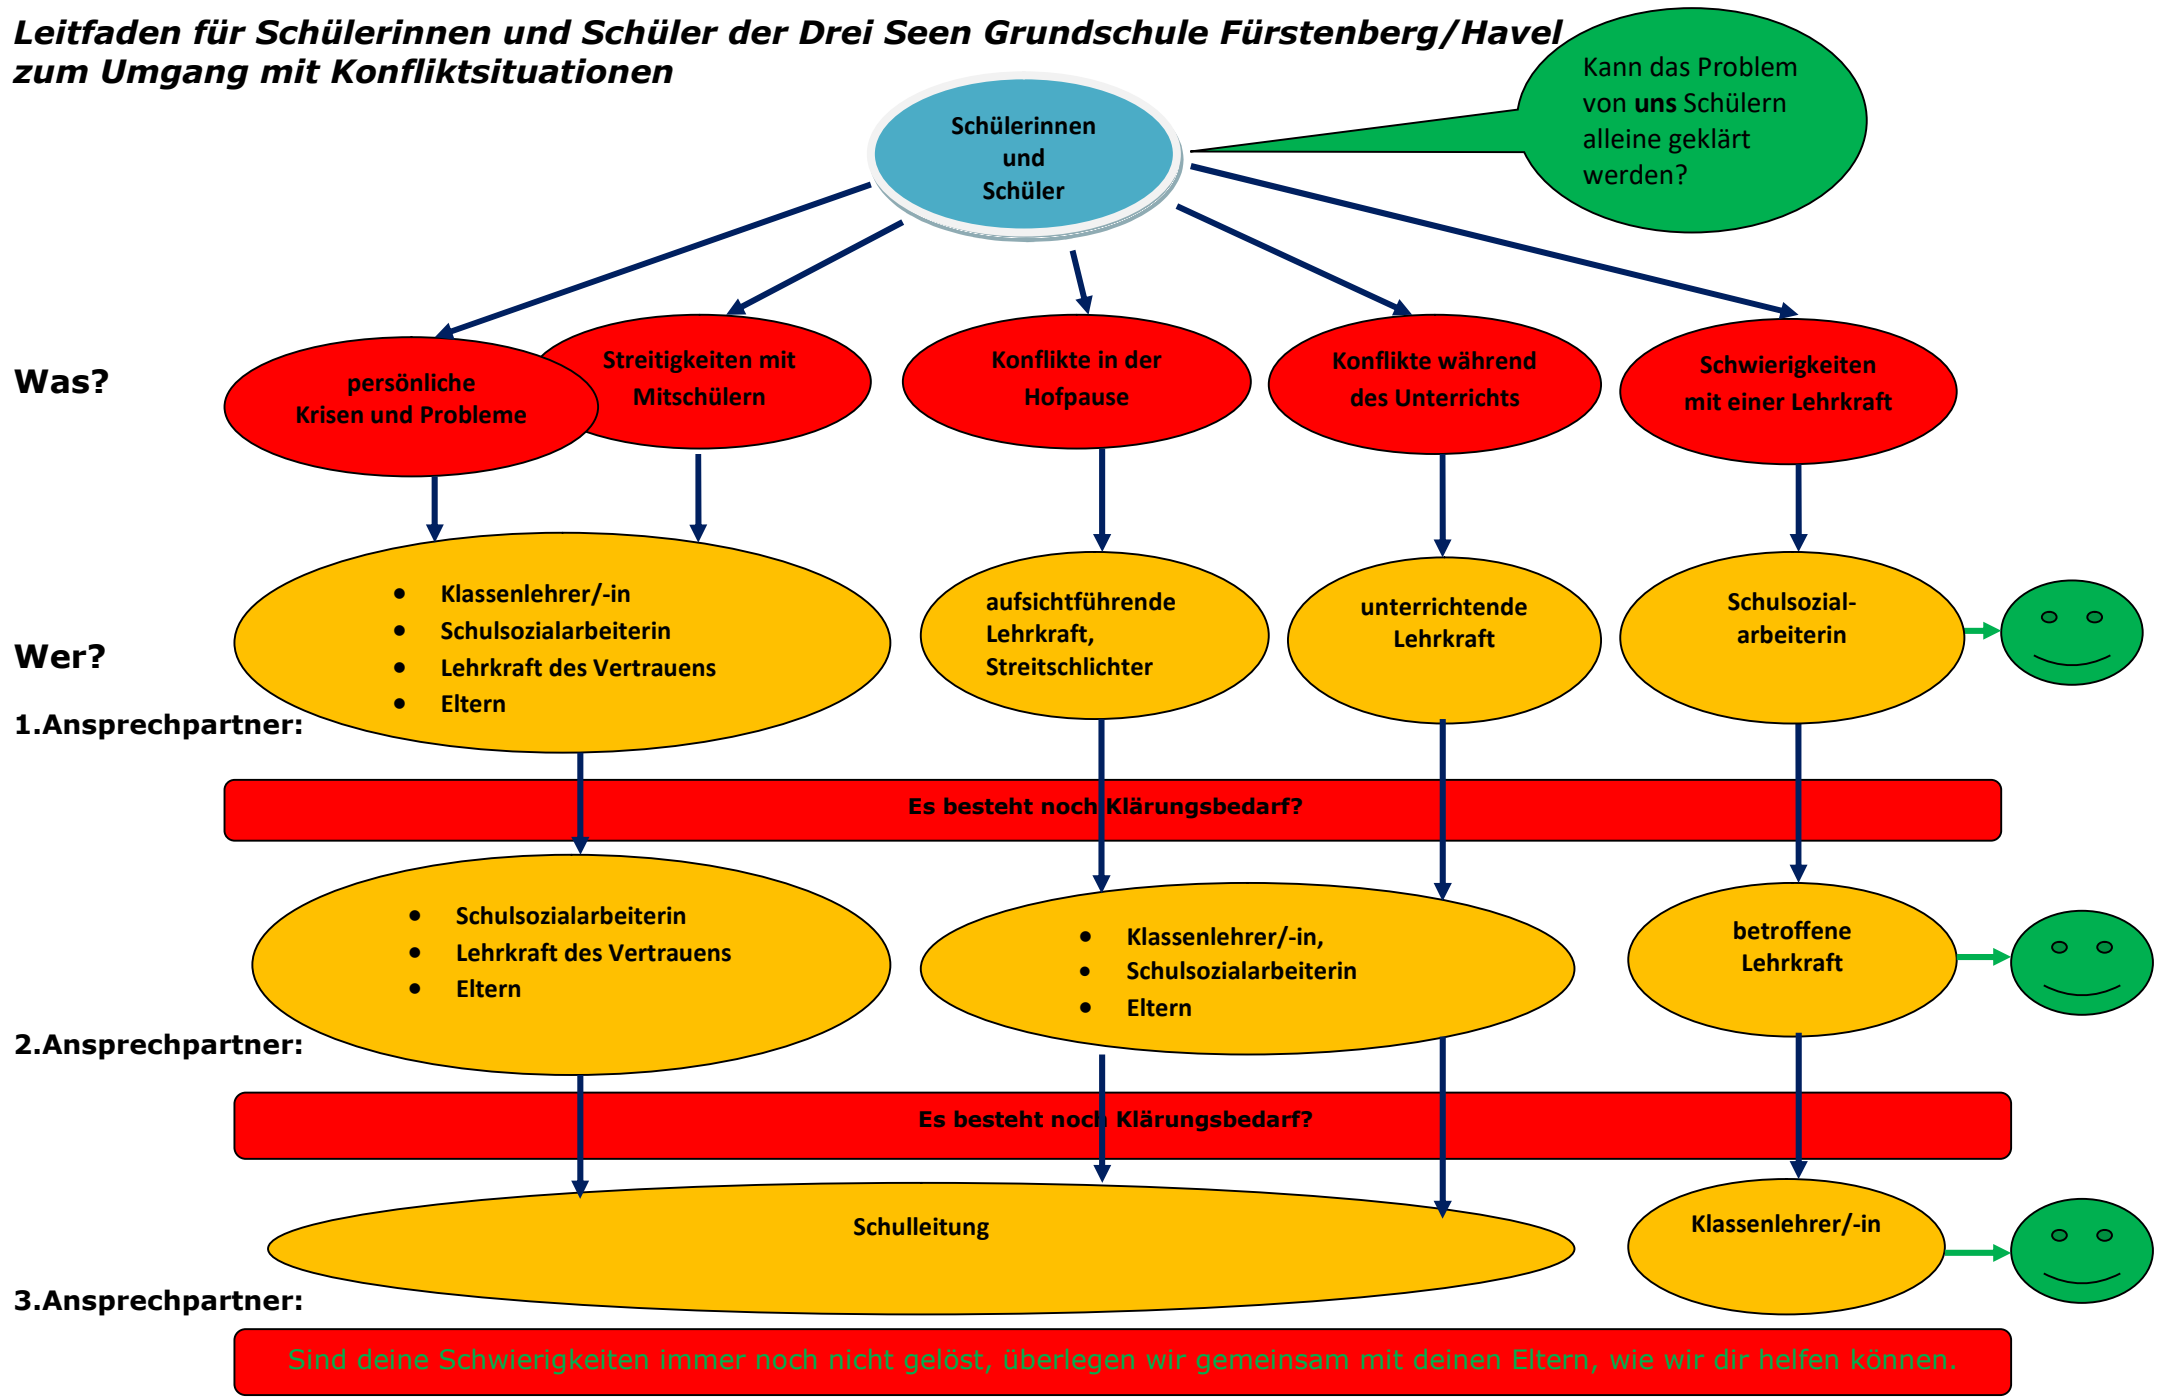 Leitfaden für Schülerinnen und Schüler der Drei Seen Grundschule Fürstenberg/Havel
zum Umgang mit Konfliktsituationen
Kann das Problem
von uns Schülern
alleine geklärt
werden?
Schülerinnen
und
Schüler
Was?
persönliche
Krisen und Probleme
Streitigkeiten mit
Mitschülern
Konflikte in der
Hofpause
Konflikte während
des Unterrichts
Schwierigkeiten
mit einer Lehrkraft
Wer?
1.Ansprechpartner:
• Klassenlehrer/-in
• Schulsozialarbeiterin
• Lehrkraft des Vertrauens
• Eltern
aufsichtführende
Lehrkraft,
Streitschlichter
unterrichtende
Lehrkraft
Schulsozial-
arbeiterin
Es besteht noch Klärungsbedarf?
2.Ansprechpartner:
• Schulsozialarbeiterin
• Lehrkraft des Vertrauens
• Eltern
• Klassenlehrer/-in,
• Schulsozialarbeiterin
• Eltern
betroffene
Lehrkraft
Es besteht noch Klärungsbedarf?
3.Ansprechpartner:
Schulleitung
Klassenlehrer/-in
Sind deine Schwierigkeiten immer noch nicht gelöst, überlegen wir gemeinsam mit deinen Eltern, wie wir dir helfen können.